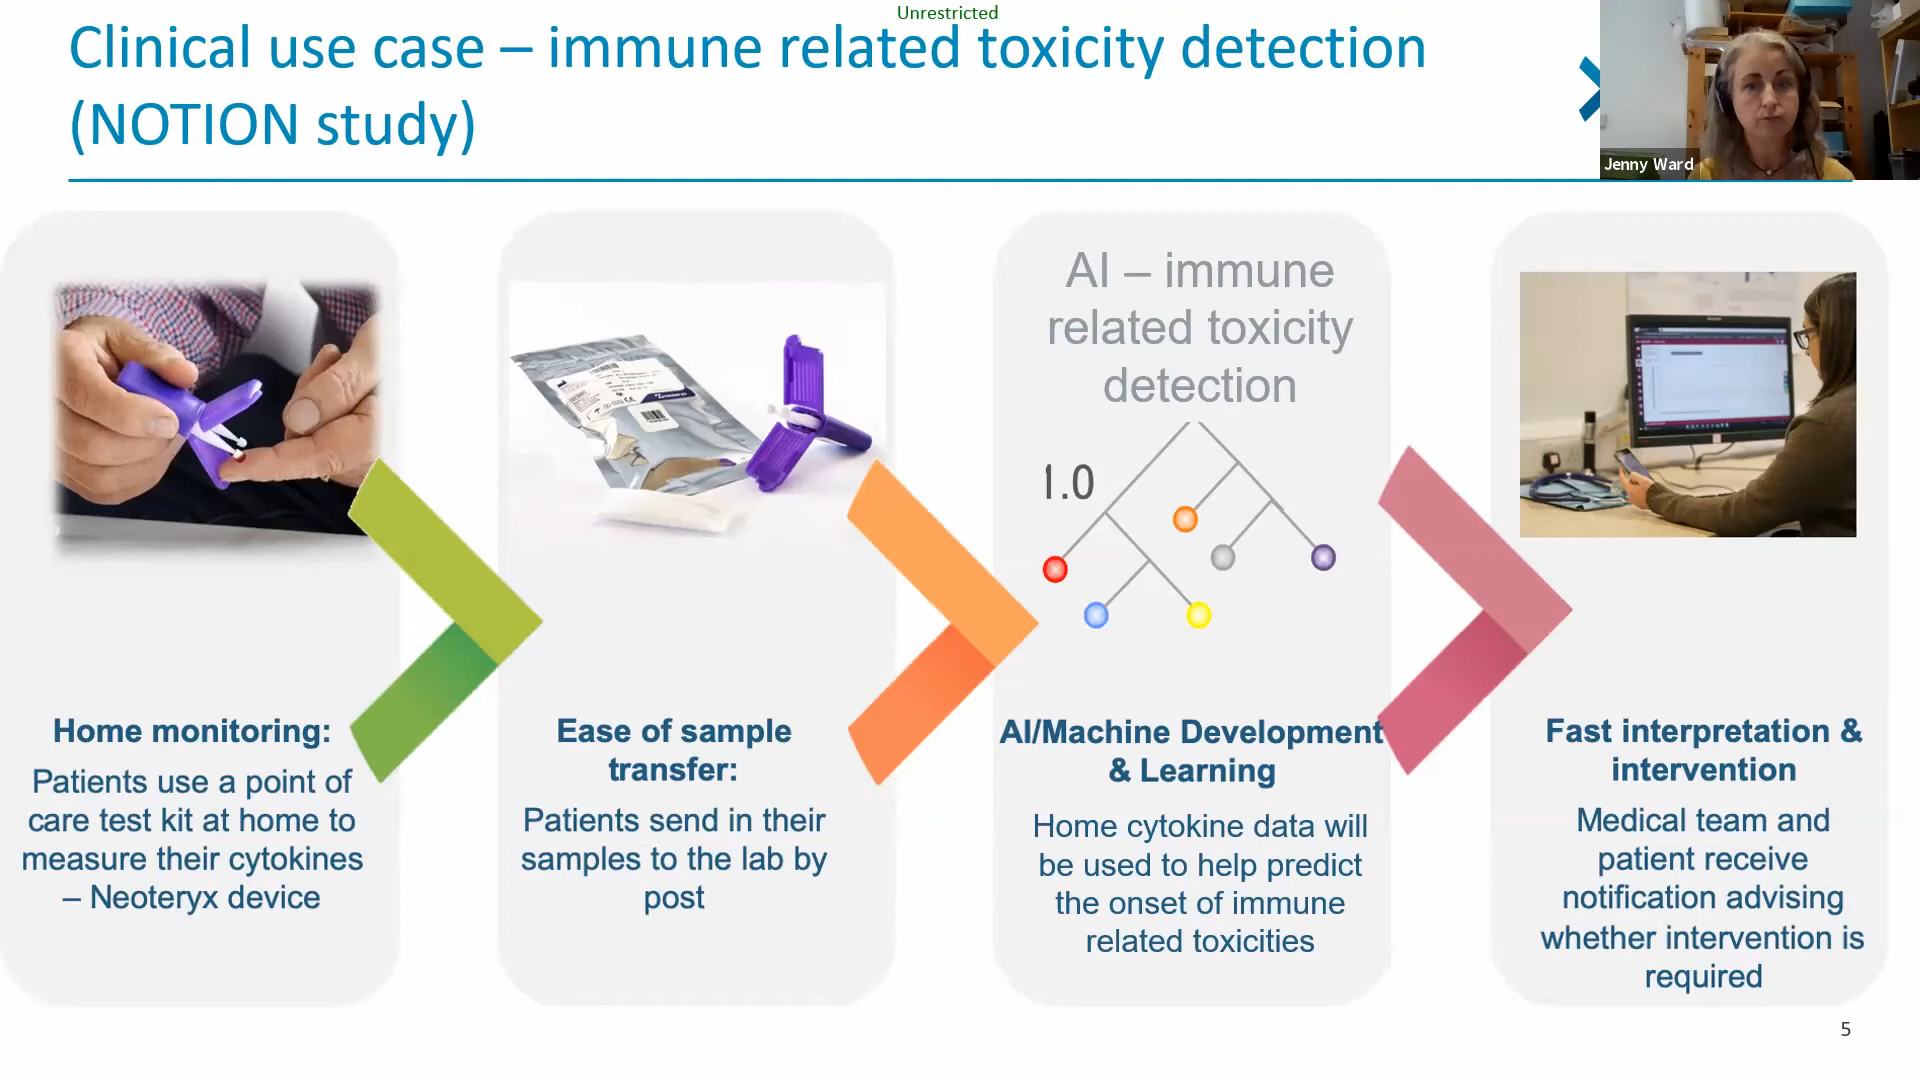 Unrestricted
Clinical use case – immune related toxicity detection
(NOTION study)
Jenny Ward
AI – immune
related toxicity
detection
1.0
Home monitoring:
Patients use a point of
care test kit at home to
measure their cytokines
– Neoteryx device
Ease of sample
transfer:
Patients send in their
samples to the lab by
post
AI/Machine Development
& Learning
Home cytokine data will
be used to help predict
the onset of immune
related toxicities
Fast interpretation &
intervention
Medical team and
patient receive
notification advising
whether intervention is
required
5